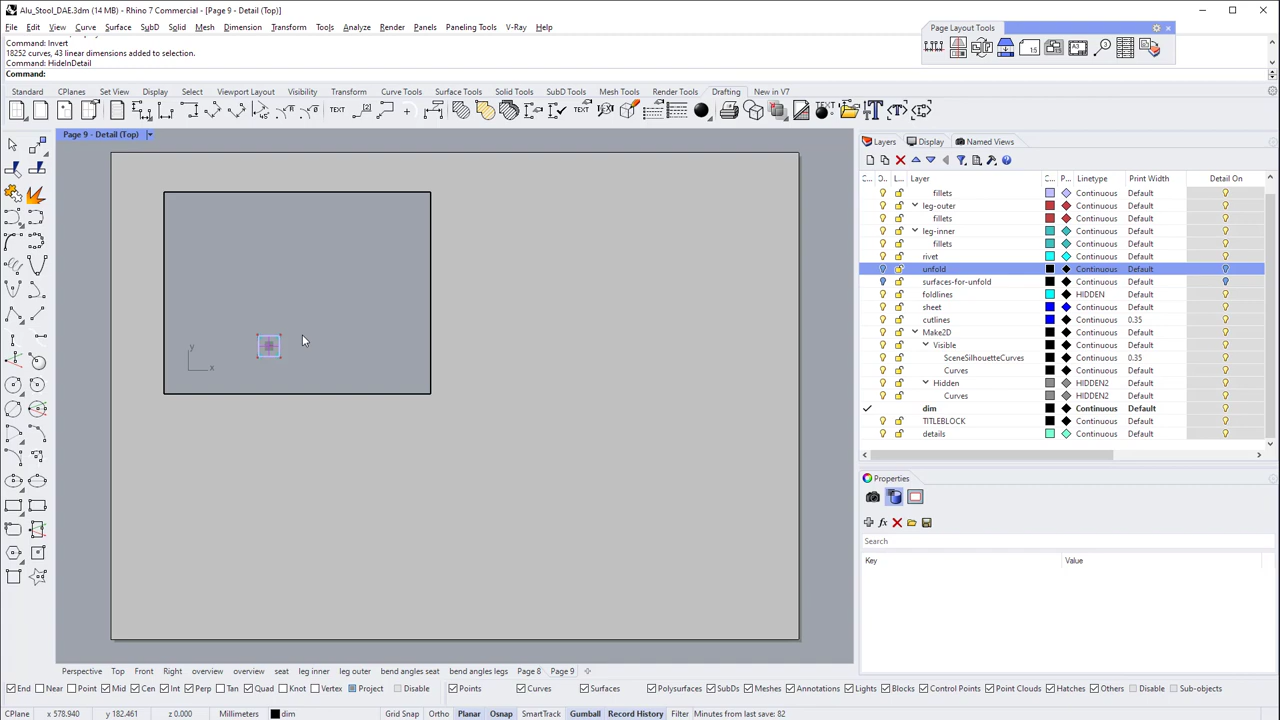 Alu_Stool_DAE.3dm (14 MB) - Rhino 7 Commercial - [Page 9 - Detail (Top)]
File Edit View Curve Surface SubD Solid Mesh Dimension Transform Tools Analyze Render Panels Paneling Tools V-Ray Help
Page Layout Tools
Command: Invert
18252 curves, 43 linear dimensions added to selection.
Command: HideInDetail
Command:
Standard CPlanes Set View Display Select Viewport Layout Visibility Transform Curve Tools Surface Tools Solid Tools SubD Tools Mesh Tools Render Tools Drafting New in V7
Page 9 - Detail (Top)
Layers Display Named Views
C... O... L... Layer C... P... Linetype Print Width Detail On
fillets Continuous Default
leg-outer Continuous Default
fillets Continuous Default
leg-inner Continuous Default
fillets Continuous Default
rivet Continuous Default
unfold Continuous Default
surfaces-for-unfold Continuous Default
foldlines HIDDEN Default
sheet Continuous Default
cutlines Continuous 0.35
Make2D Continuous Default
Visible Continuous Default
SceneSilhouetteCurves Continuous 0.35
Curves Continuous Default
Hidden HIDDEN2 Default
Curves HIDDEN2 Default
dim Continuous Default
TITLEBLOCK Continuous Default
details Continuous Default
y
x
Properties
Search
Key Value
Perspective Top Front Right overview overview seat leg inner leg outer bend angles seat bend angles legs Page 8 Page 9
End Near Point Mid Cen Int Perp Tan Quad Knot Vertex Project Disable Points Curves Surfaces Polysurfaces SubDs Meshes Annotations Lights Blocks Control Points Point Clouds Hatches Others Disable Sub-objects
CPlane x 578.940 y 182.461 z 0.000 Millimeters dim Grid Snap Ortho Planar Osnap SmartTrack Gumball Record History Filter Minutes from last save: 82